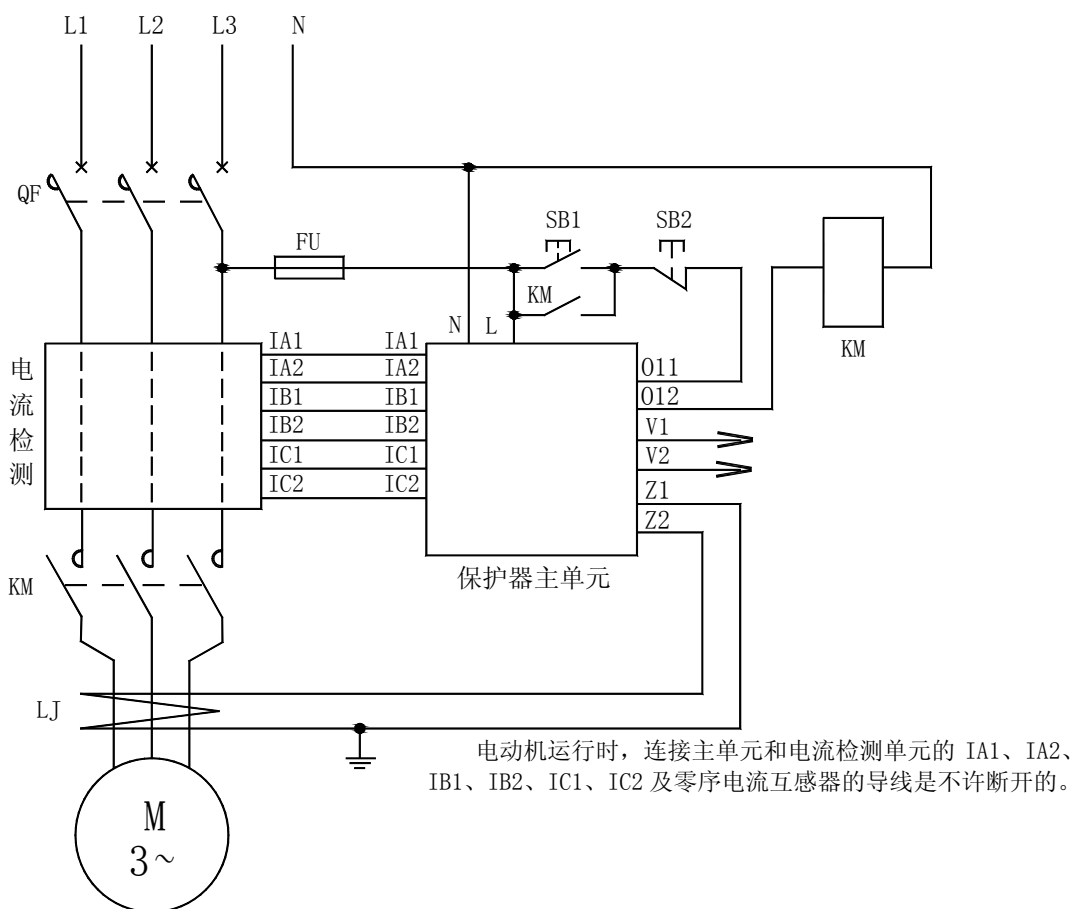 L1 L2 L3 N
QF
FU
SB1 SB2
KM
KM
N L
电流检测
IA1 IA1
IA2 IA2
IB1 IB1
IB2 IB2
IC1 IC1
IC2 IC2
O11
O12
V1
V2
Z1
Z2
保护器主单元
KM
LJ
电动机运行时，连接主单元和电流检测单元的 IA1、IA2、
IB1、IB2、IC1、IC2 及零序电流互感器的导线是不许断开的。
M
3~